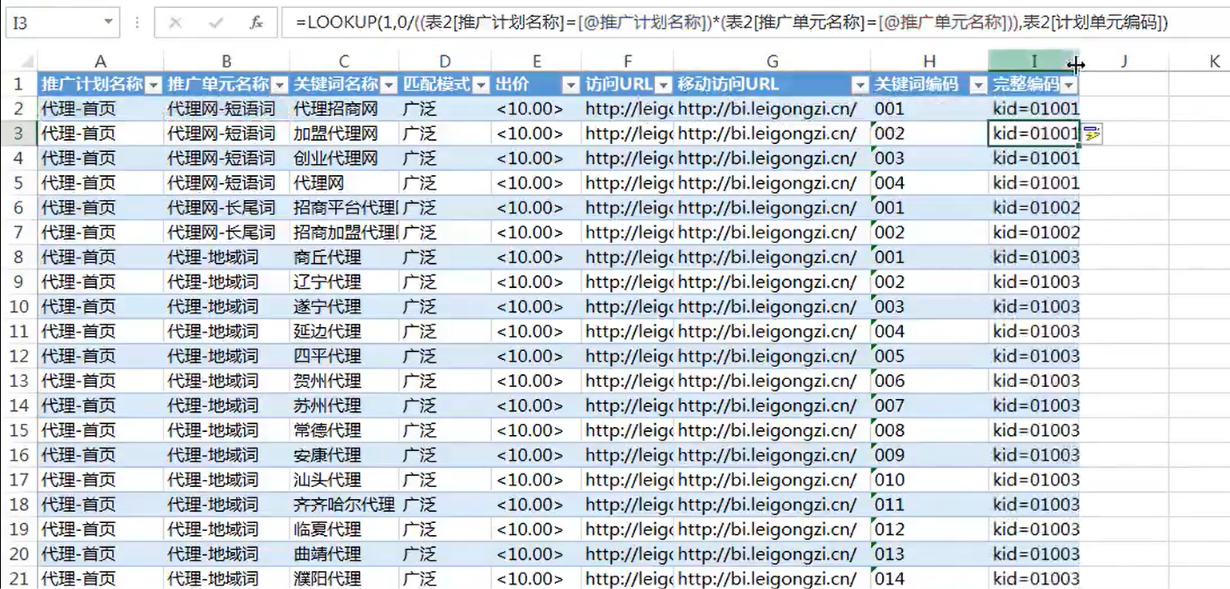 I3 =LOOKUP(1,0/((表2[推广计划名称]=[@推广计划名称])*(表2[推广单元名称]=[@推广单元名称])),表2[计划单元编码])
A B C D E F G H I J K
1 推广计划名称 推广单元名称 关键词名称 匹配模式 出价 访问URL 移动访问URL 关键词编码 完整编码
2 代理-首页 代理网-短语词 代理招商网 广泛 <10.00> http://leig http://bi.leigongzi.cn/ 001 kid=01001
3 代理-首页 代理网-短语词 加盟代理网 广泛 <10.00> http://leig http://bi.leigongzi.cn/ 002 kid=01001
4 代理-首页 代理网-短语词 创业代理网 广泛 <10.00> http://leig http://bi.leigongzi.cn/ 003 kid=01001
5 代理-首页 代理网-短语词 代理网 广泛 <10.00> http://leig http://bi.leigongzi.cn/ 004 kid=01001
6 代理-首页 代理网-长尾词 招商平台代理 广泛 <10.00> http://leig http://bi.leigongzi.cn/ 001 kid=01002
7 代理-首页 代理网-长尾词 招商加盟代理 广泛 <10.00> http://leig http://bi.leigongzi.cn/ 002 kid=01002
8 代理-首页 代理-地域词 商丘代理 广泛 <10.00> http://leig http://bi.leigongzi.cn/ 001 kid=01003
9 代理-首页 代理-地域词 辽宁代理 广泛 <10.00> http://leig http://bi.leigongzi.cn/ 002 kid=01003
10 代理-首页 代理-地域词 遂宁代理 广泛 <10.00> http://leig http://bi.leigongzi.cn/ 003 kid=01003
11 代理-首页 代理-地域词 延边代理 广泛 <10.00> http://leig http://bi.leigongzi.cn/ 004 kid=01003
12 代理-首页 代理-地域词 四平代理 广泛 <10.00> http://leig http://bi.leigongzi.cn/ 005 kid=01003
13 代理-首页 代理-地域词 贺州代理 广泛 <10.00> http://leig http://bi.leigongzi.cn/ 006 kid=01003
14 代理-首页 代理-地域词 苏州代理 广泛 <10.00> http://leig http://bi.leigongzi.cn/ 007 kid=01003
15 代理-首页 代理-地域词 常德代理 广泛 <10.00> http://leig http://bi.leigongzi.cn/ 008 kid=01003
16 代理-首页 代理-地域词 安康代理 广泛 <10.00> http://leig http://bi.leigongzi.cn/ 009 kid=01003
17 代理-首页 代理-地域词 汕头代理 广泛 <10.00> http://leig http://bi.leigongzi.cn/ 010 kid=01003
18 代理-首页 代理-地域词 齐齐哈尔代理 广泛 <10.00> http://leig http://bi.leigongzi.cn/ 011 kid=01003
19 代理-首页 代理-地域词 临夏代理 广泛 <10.00> http://leig http://bi.leigongzi.cn/ 012 kid=01003
20 代理-首页 代理-地域词 曲靖代理 广泛 <10.00> http://leig http://bi.leigongzi.cn/ 013 kid=01003
21 代理-首页 代理-地域词 濮阳代理 广泛 <10.00> http://leig http://bi.leigongzi.cn/ 014 kid=01003